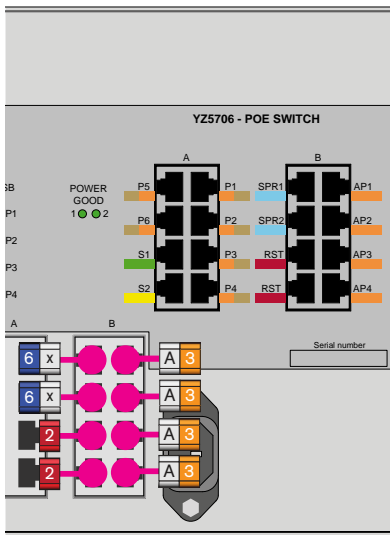 YZ5706 - POE SWITCH
A B
SB POWER GOOD P5 P1 SPR1 AP1
P1 1 2 P6 P2 SPR2 AP2
P2
P3 S1 P3 RST AP3
P4 S2 P4 RST AP4
A B
Serial number
6 x A 3
6 x A 3
2 A 3
2 A 3